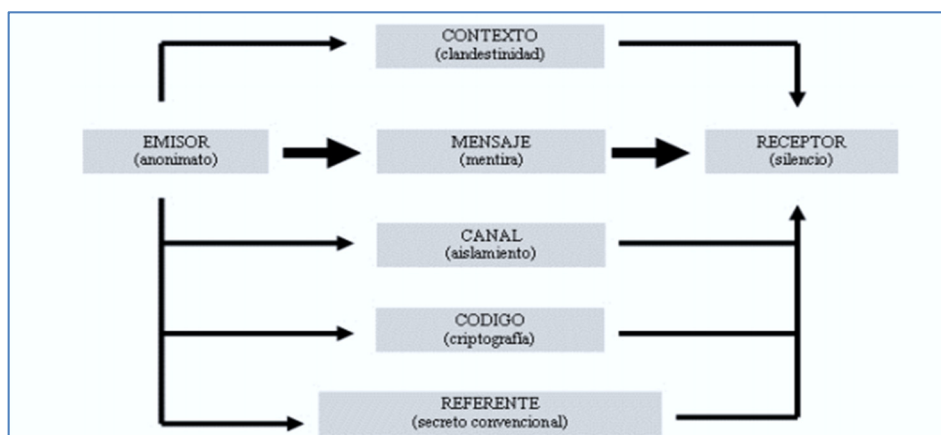 CONTEXTO
(clandestinidad)
EMISOR
(anonimato)
MENSAJE
(mentira)
RECEPTOR
(silencio)
CANAL
(aislamiento)
CODIGO
(criptografía)
REFERENTE
(secreto convencional)